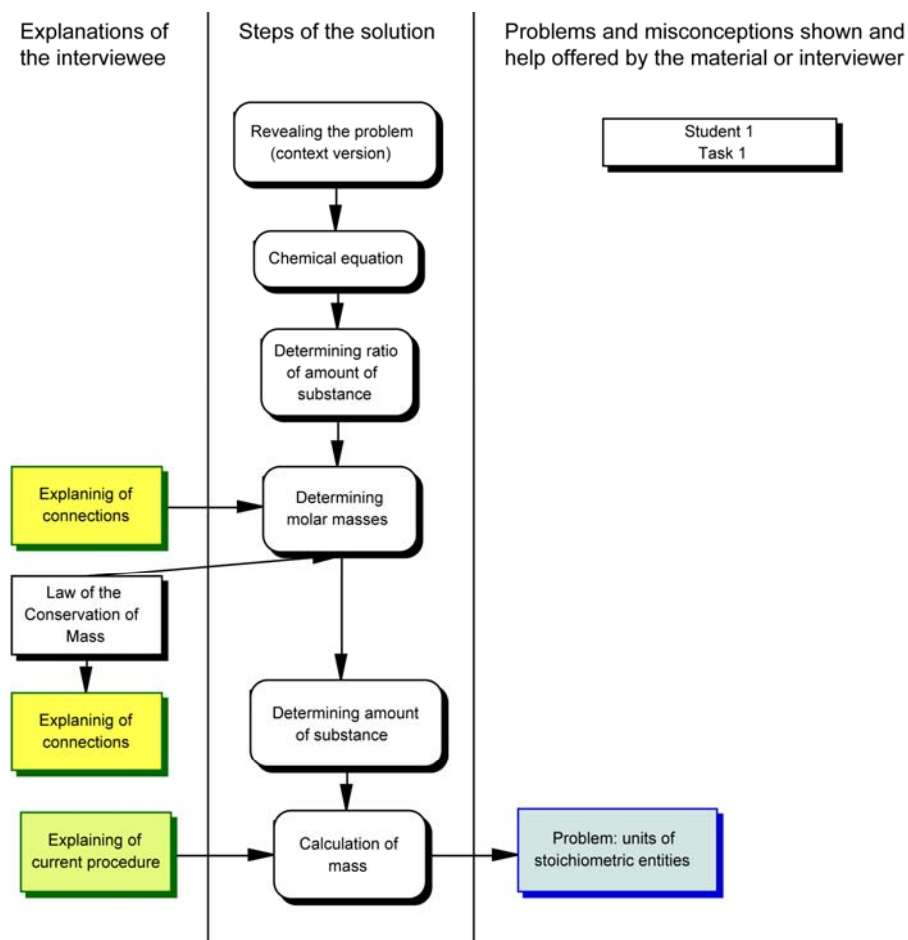 Explanations of
the interviewee
Steps of the solution
Problems and misconceptions shown and
help offered by the material or interviewer
Revealing the problem
(context version)
Student 1
Task 1
Chemical equation
Determining ratio
of amount of
substance
Explaninig of
connections
Determining
molar masses
Law of the
Conservation of
Mass
Explaninig of
connections
Determining amount
of substance
Explaining of
current procedure
Calculation of
mass
Problem: units of
stoichiometric entities